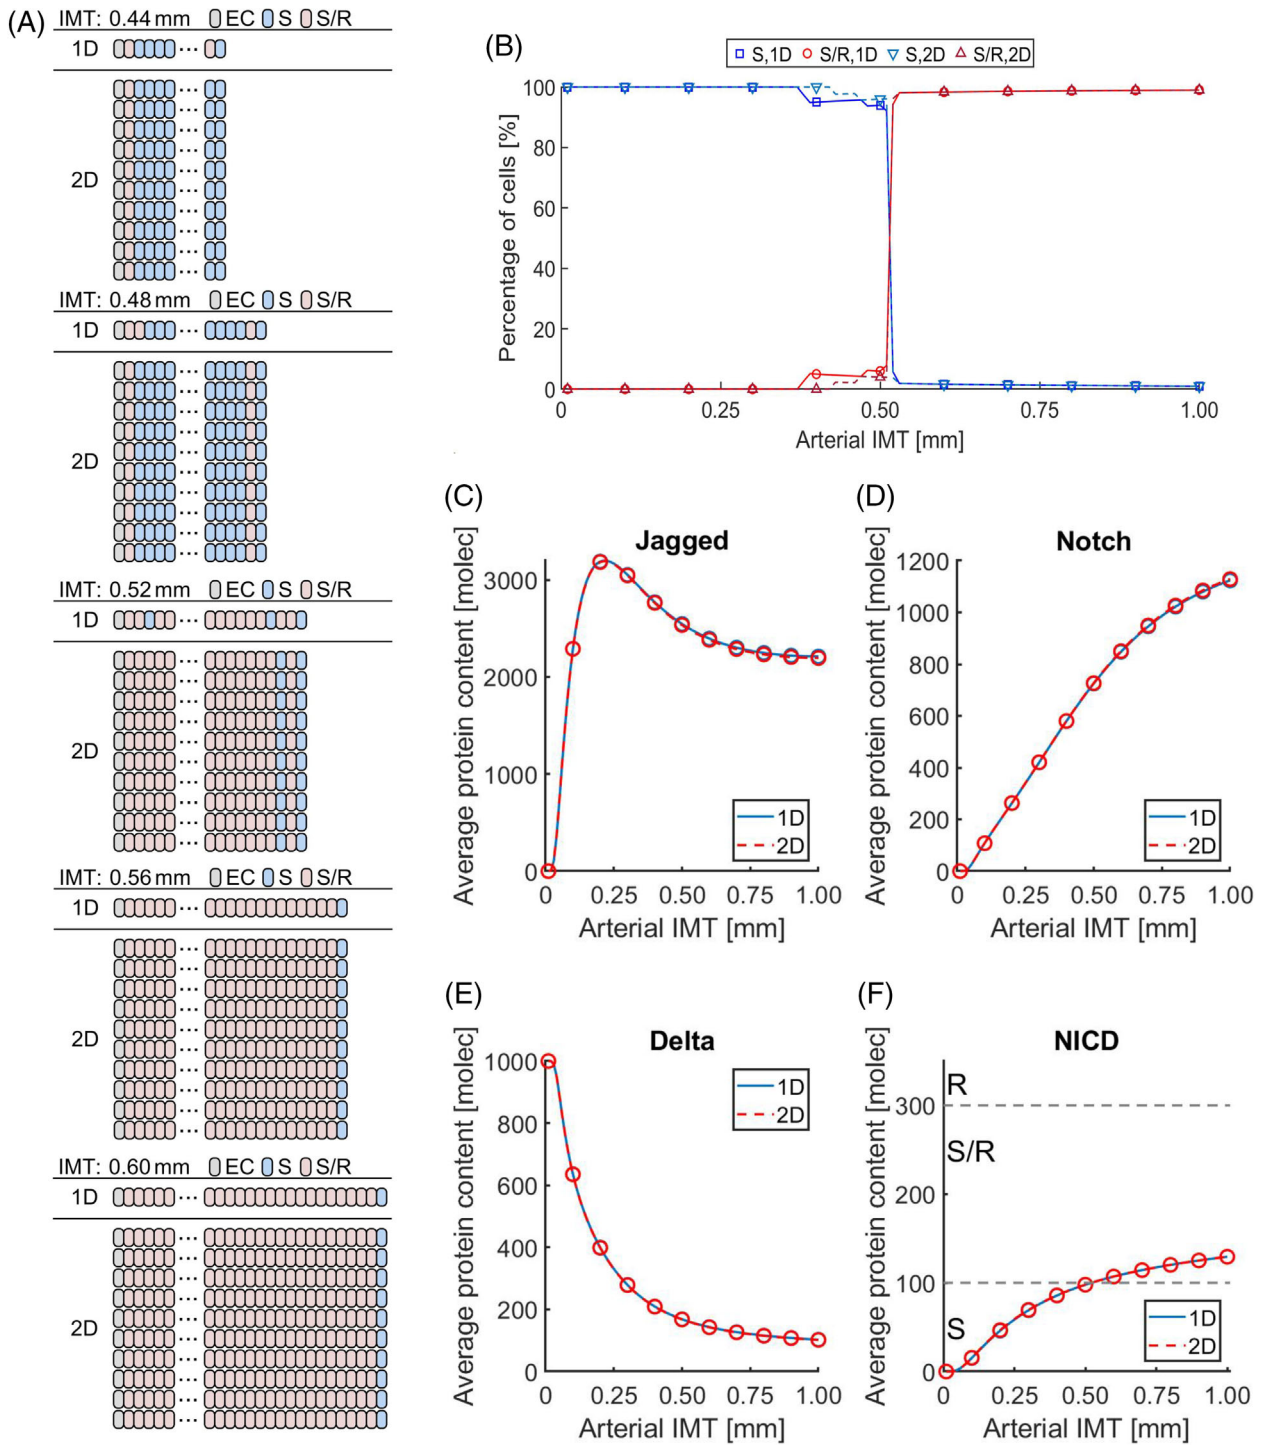 (A)
IMT: 0.44 mm EC S S/R
1D ...
2D
...
...
...
...
...
...
...
...
...
...
IMT: 0.48 mm EC S S/R
1D ...
2D
...
...
...
...
...
...
...
...
...
...
IMT: 0.52 mm EC S S/R
1D ...
2D
...
...
...
...
...
...
...
...
...
...
IMT: 0.56 mm EC S S/R
1D ...
2D
...
...
...
...
...
...
...
...
...
...
IMT: 0.60 mm EC S S/R
1D ...
2D
...
...
...
...
...
...
...
...
...
...
(B)
S,1D S/R,1D S,2D S/R,2D
Percentage of cells [%]
100
80
60
40
20
0
0 0.25 0.50 0.75 1.00
Arterial IMT [mm]
(C)
Jagged
Average protein content [molec]
3000
2000
1000
0
1D
2D
0 0.25 0.50 0.75 1.00
Arterial IMT [mm]
(D)
Notch
Average protein content [molec]
1200
1000
800
600
400
200
0
1D
2D
0 0.25 0.50 0.75 1.00
Arterial IMT [mm]
(E)
Delta
Average protein content [molec]
1000
800
600
400
200
0
1D
2D
0 0.25 0.50 0.75 1.00
Arterial IMT [mm]
(F)
NICD
Average protein content [molec]
R
300
S/R
200
100
S
0
1D
2D
0 0.25 0.50 0.75 1.00
Arterial IMT [mm]